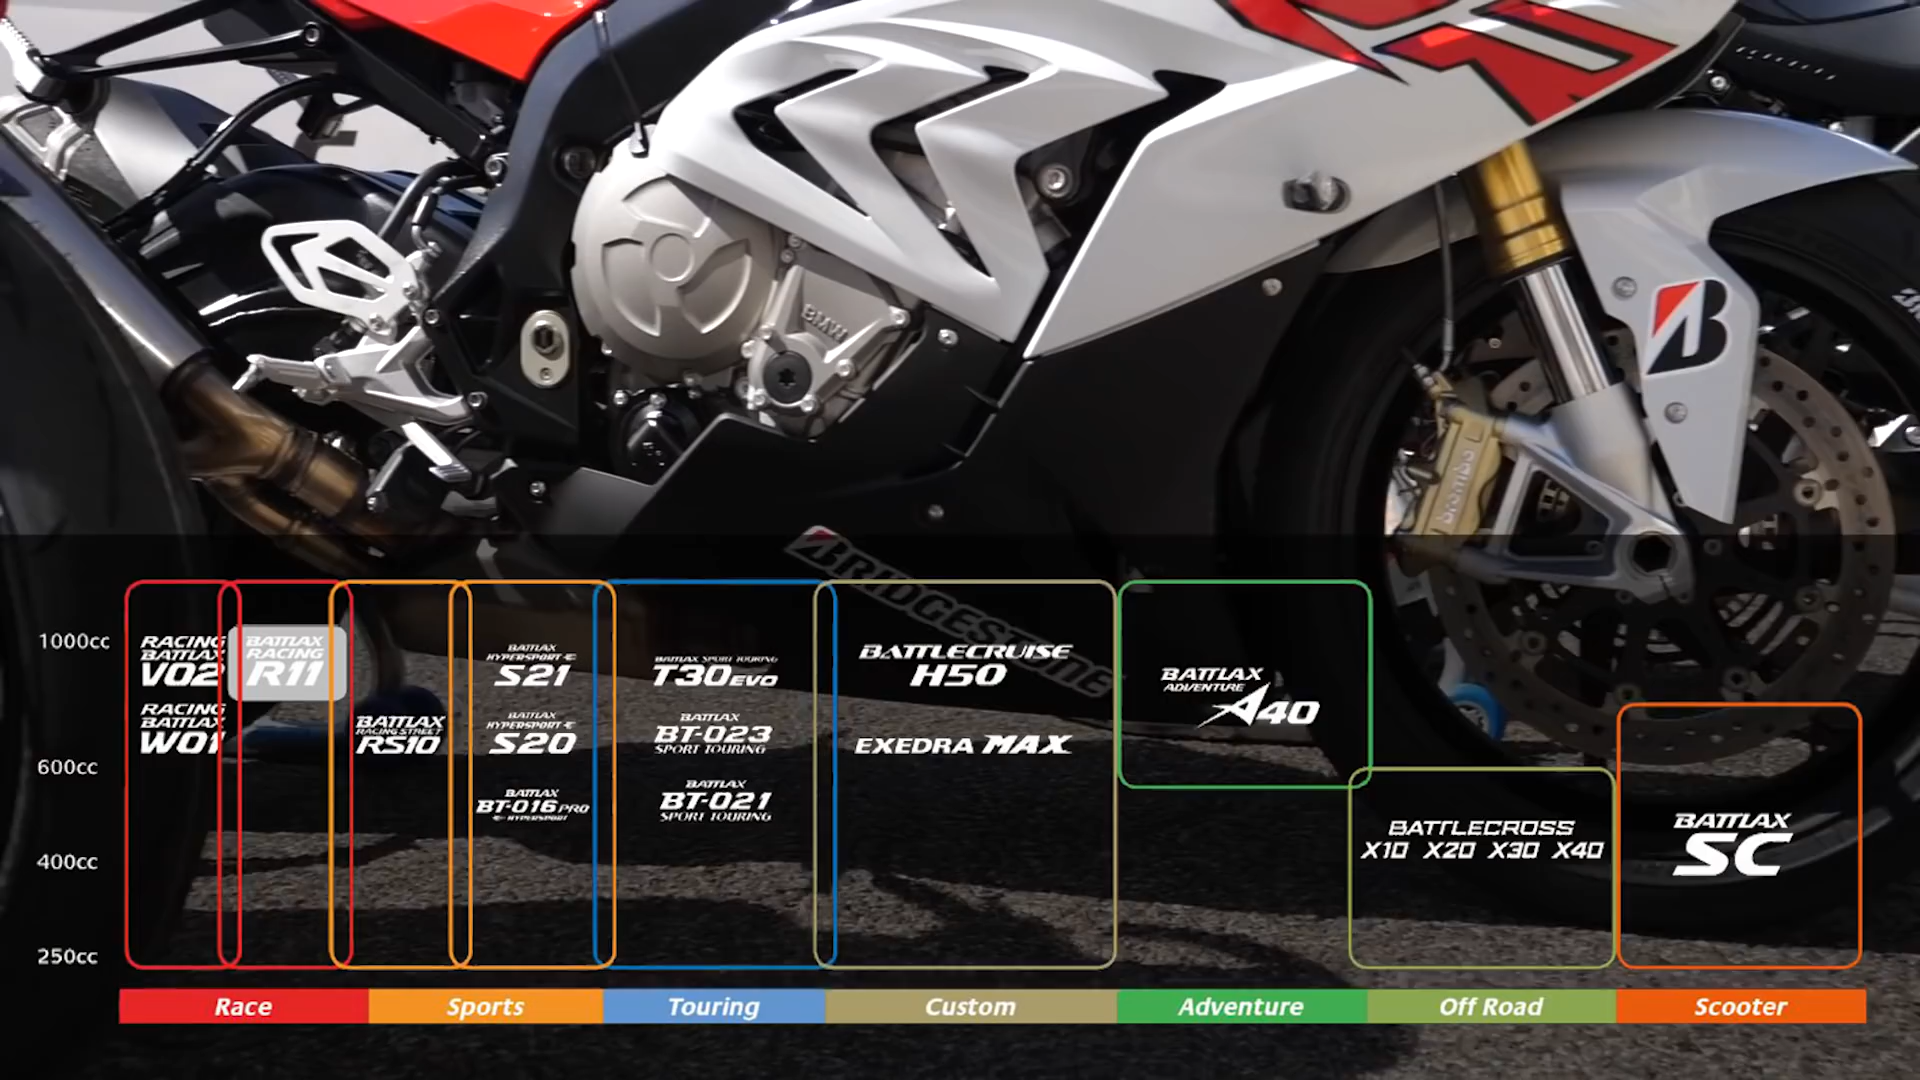 BMW
brembo
B
BRIDGESTONE
1000cc
600cc
400cc
250cc
RACING
BATTLAX
V02
RACING
BATTLAX
W01
BATTLAX
RACING
R11
BATTLAX
RACING STREET
RS10
BATTLAX
HYPERSPORT
S21
BATTLAX
HYPERSPORT
S20
BATTLAX
BT-016 PRO
HYPERSPORT
BATTLAX SPORT TOURING
T30 EVO
BATTLAX
BT-023
SPORT TOURING
BATTLAX
BT-021
SPORT TOURING
BATTLECRUISE
H50
EXEDRA MAX
BATTLAX
ADVENTURE
A40
BATTLECROSS
X10 X20 X30 X40
BATTLAX
SC
Race Sports Touring Custom Adventure Off Road Scooter